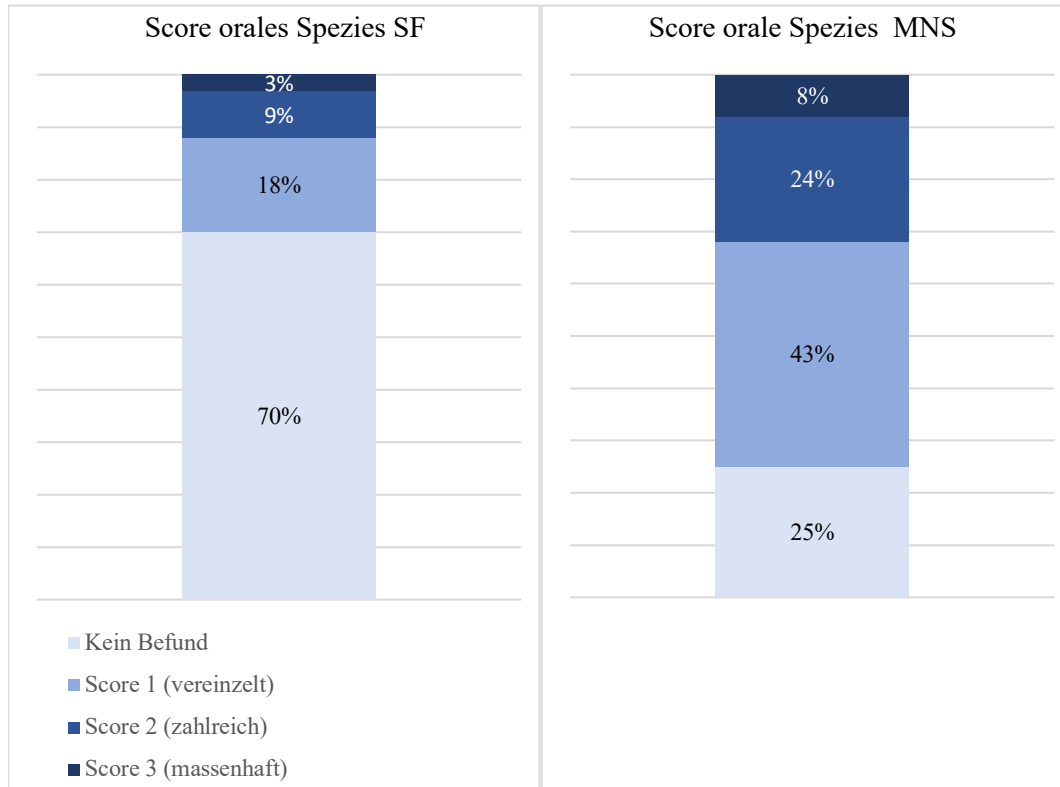 Score orales Spezies SF
3%
9%
18%
70%
Kein Befund
Score 1 (vereinzelt)
Score 2 (zahlreich)
Score 3 (massenhaft)
Score orale Spezies  MNS
8%
24%
43%
25%